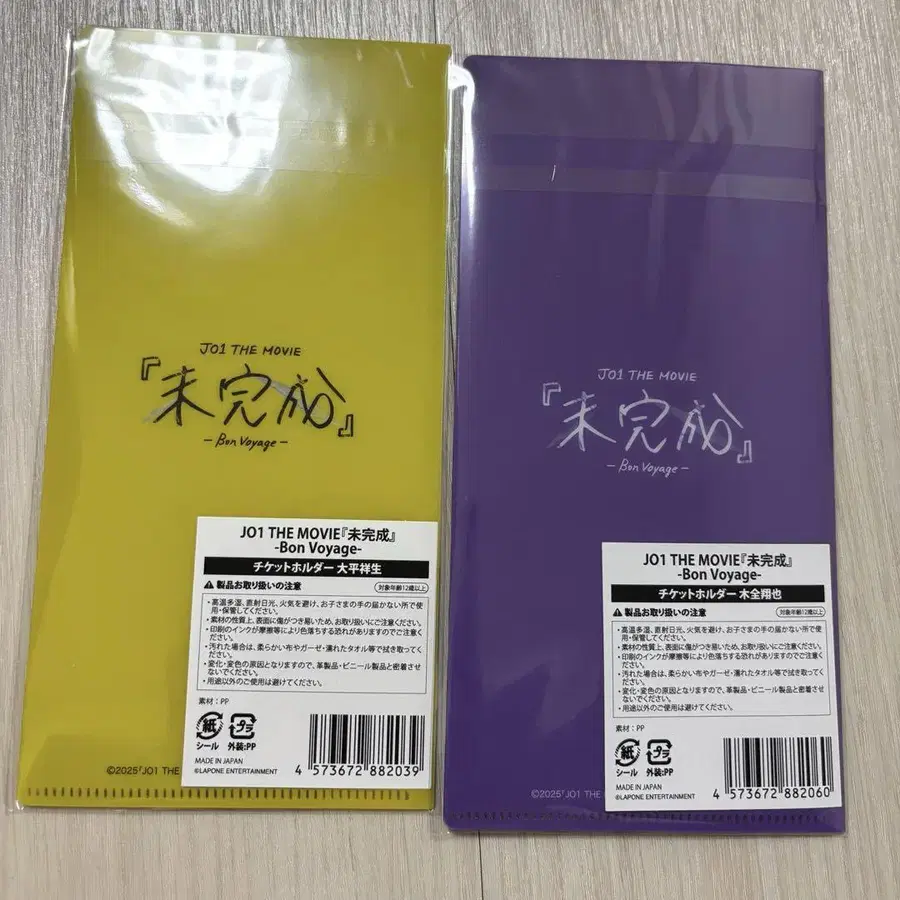 JO1 THE MOVIE
『未完成』
- Bon Voyage -
JO1 THE MOVIE『未完成』
-Bon Voyage-
チケットホルダー 大平祥生
製品お取り扱いの注意
対象年齢12歳以上
・高温多湿、直射日光、火気を避け、お子さまの手の届かない所で使
用・保管してください。
・素材の性質上、表面に傷がつき易いため、お取り扱いにご注意ください。
・印刷のインクが摩擦等により色落ちする恐れがありますのでご注意く
ださい。
・汚れた場合は、柔らかい布やガーゼ・濡れたタオル等で拭き取ってく
ださい。
・変化・変色の原因となりますので、革製品・ビニール製品と密着させ
ないでください。
・用途以外のご使用は避けてください。
素材：PP
紙
シール
プラ
外装:PP
MADE IN JAPAN
©LAPONE ENTERTAINMENT
4 573672 882039
©2025「JO1 THE
JO1 THE MOVIE
『未完成』
- Bon Voyage -
JO1 THE MOVIE『未完成』
-Bon Voyage-
チケットホルダー 木全翔也
製品お取り扱いの注意
対象年齢12歳以上
・高温多湿、直射日光、火気を避け、お子さまの手の届かない所で使
用・保管してください。
・素材の性質上、表面に傷がつき易いため、お取り扱いにご注意ください。
・印刷のインクが摩擦等により色落ちする恐れがありますのでご注意く
ださい。
・汚れた場合は、柔らかい布やガーゼ・濡れたタオル等で拭き取ってく
ださい。
・変化・変色の原因となりますので、革製品・ビニール製品と密着させ
ないでください。
・用途以外のご使用は避けてください。
素材：PP
紙
シール
プラ
外装:PP
MADE IN JAPAN
©LAPONE ENTERTAINMENT
4 573672 882060
©2025「JO1